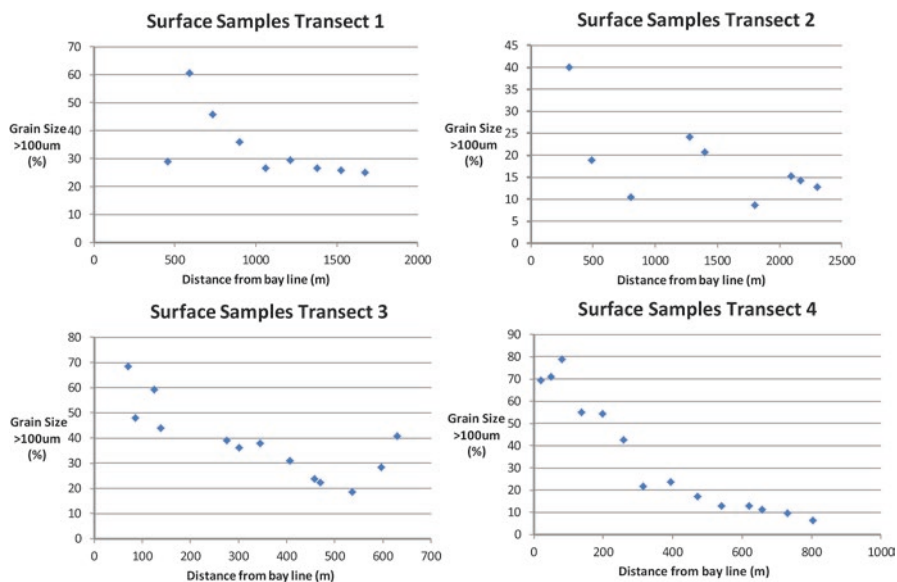 Surface Samples Transect 1
70
60
50
40
30
20
10
0
Grain Size
>100um
(%)
0 500 1000 1500 2000
Distance from bay line (m)
Surface Samples Transect 2
45
40
35
30
25
20
15
10
5
0
Grain Size
>100um
(%)
0 500 1000 1500 2000 2500
Distance from bay line (m)
Surface Samples Transect 3
80
70
60
50
40
30
20
10
0
Grain Size
>100um
(%)
0 100 200 300 400 500 600 700
Distance from bay line (m)
Surface Samples Transect 4
90
80
70
60
50
40
30
20
10
0
Grain Size
>100um
(%)
0 200 400 600 800 1000
Distance from bay line (m)